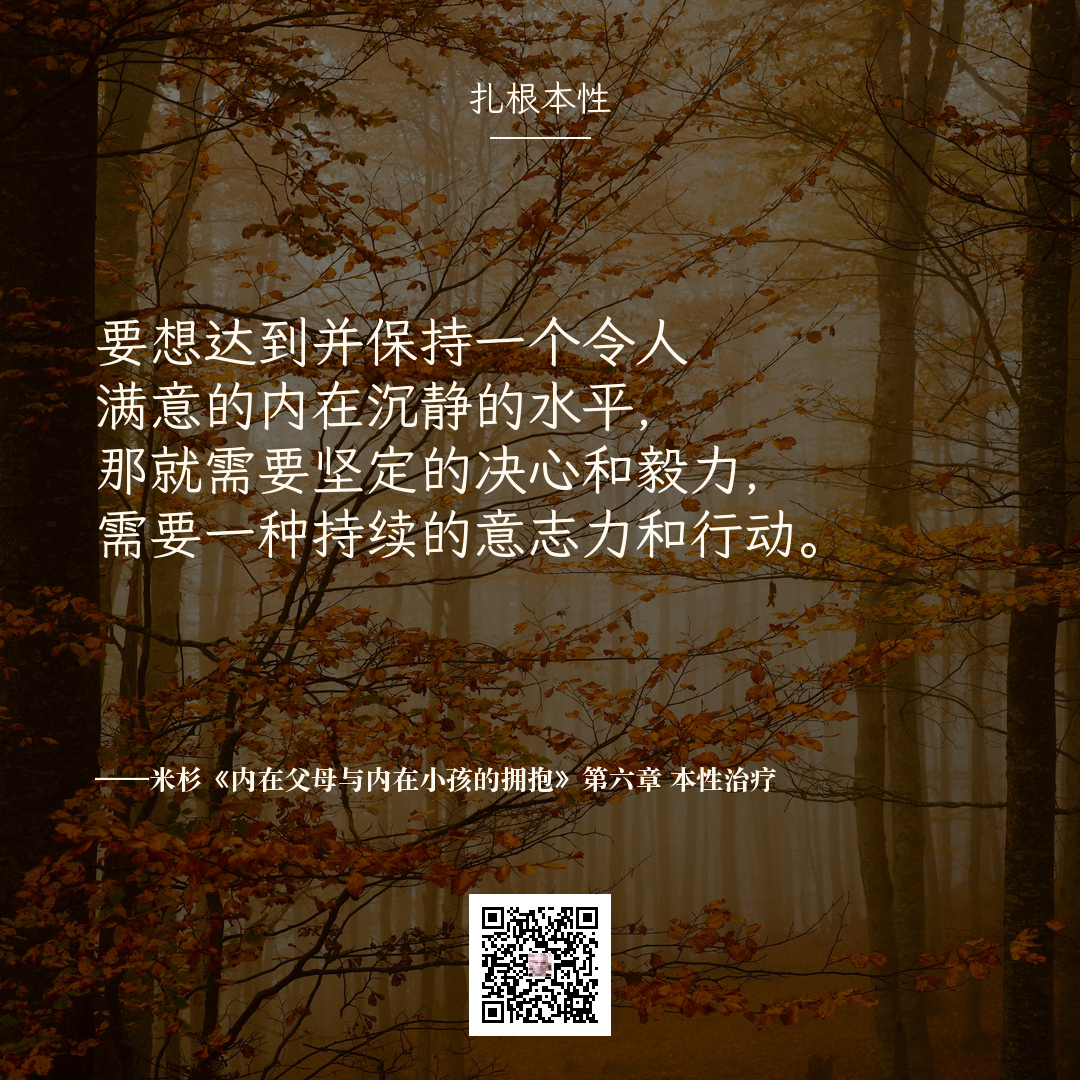 扎根本性
要想达到并保持一个令人
满意的内在沉静的水平，
那就需要坚定的决心和毅力，
需要一种持续的意志力和行动。
——米杉《内在父母与内在小孩的拥抱》第六章 本性治疗